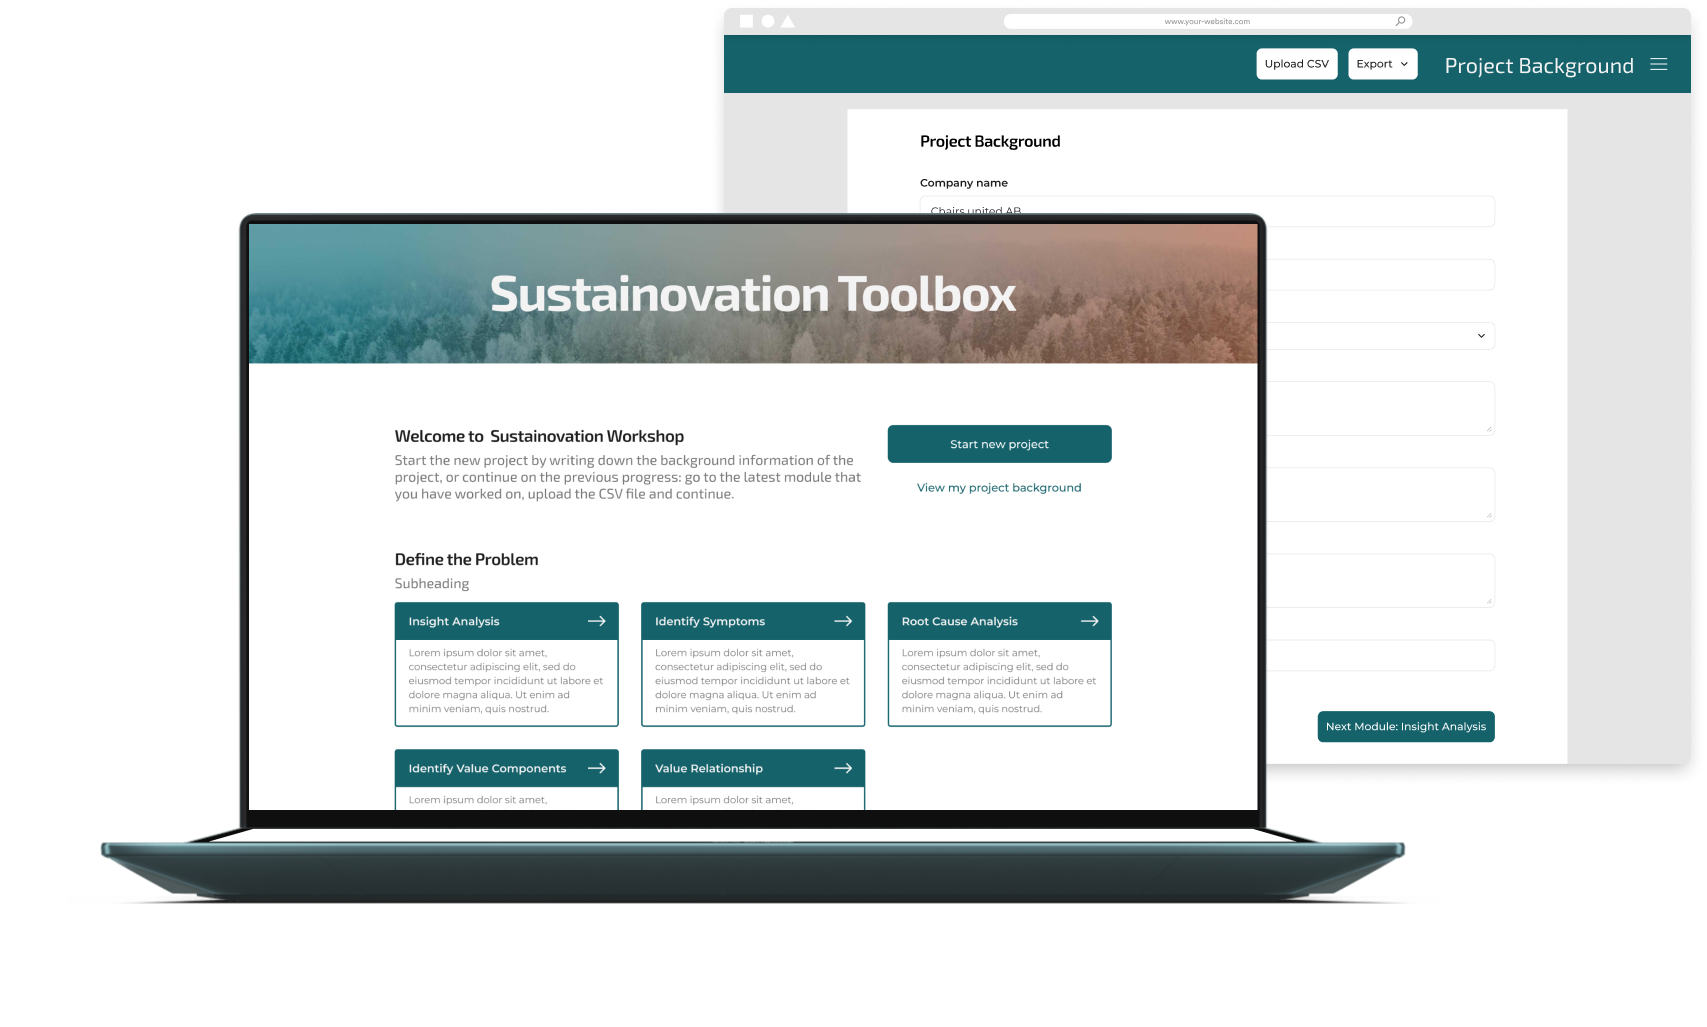 www.your-website.com
Upload CSV
Export
Project Background
Project Background
Company name
Chairs united AB
Next Module: Insight Analysis
Sustainovation Toolbox
Welcome to Sustainovation Workshop
Start the new project by writing down the background information of the
project, or continue on the previous progress: go to the latest module that
you have worked on, upload the CSV file and continue.
Start new project
View my project background
Define the Problem
Subheading
Insight Analysis
Lorem ipsum dolor sit amet,
consectetur adipiscing elit, sed do
eiusmod tempor incididunt ut labore et
dolore magna aliqua. Ut enim ad
minim veniam, quis nostrud.
Identify Symptoms
Lorem ipsum dolor sit amet,
consectetur adipiscing elit, sed do
eiusmod tempor incididunt ut labore et
dolore magna aliqua. Ut enim ad
minim veniam, quis nostrud.
Root Cause Analysis
Lorem ipsum dolor sit amet,
consectetur adipiscing elit, sed do
eiusmod tempor incididunt ut labore et
dolore magna aliqua. Ut enim ad
minim veniam, quis nostrud.
Identify Value Components
Lorem ipsum dolor sit amet,
Value Relationship
Lorem ipsum dolor sit amet,